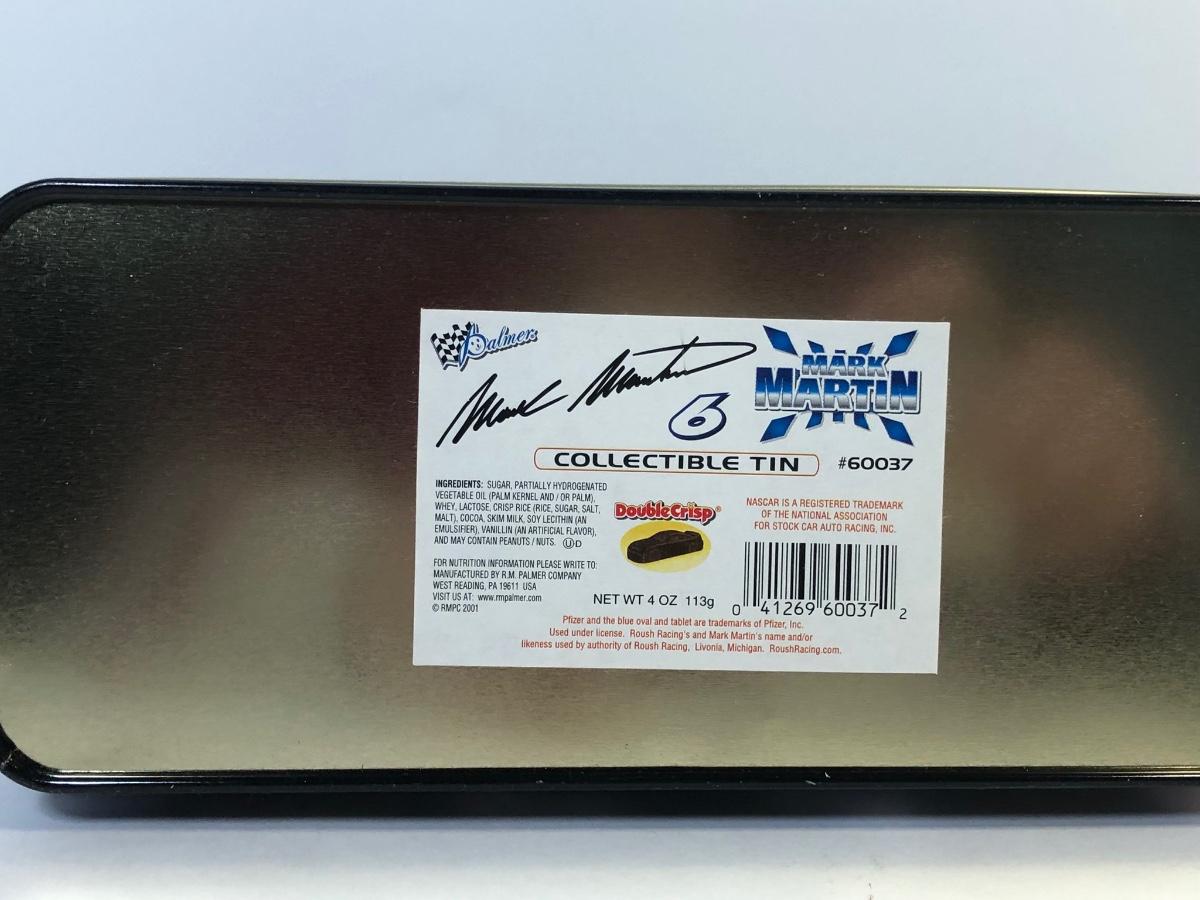 Palmers
Mark Martin
6
MARK
MARTIN
COLLECTIBLE TIN
#60037
INGREDIENTS: SUGAR, PARTIALLY HYDROGENATED
VEGETABLE OIL (PALM KERNEL AND / OR PALM),
WHEY, LACTOSE, CRISP RICE (RICE, SUGAR, SALT,
MALT), COCOA, SKIM MILK, SOY LECITHIN (AN
EMULSIFIER), VANILLIN (AN ARTIFICIAL FLAVOR),
AND MAY CONTAIN PEANUTS / NUTS. Ⓤ D
FOR NUTRITION INFORMATION PLEASE WRITE TO:
MANUFACTURED BY R.M. PALMER COMPANY
WEST READING, PA 19611 USA
VISIT US AT: www.rmpalmer.com
© RMPC 2001
DoubleCrisp®
NET WT 4 OZ 113g
NASCAR IS A REGISTERED TRADEMARK
OF THE NATIONAL ASSOCIATION
FOR STOCK CAR AUTO RACING, INC.
0 41269 60037 2
Pfizer and the blue oval and tablet are trademarks of Pfizer, Inc.
Used under license. Roush Racing's and Mark Martin's name and/or
likeness used by authority of Roush Racing, Livonia, Michigan. RoushRacing.com.